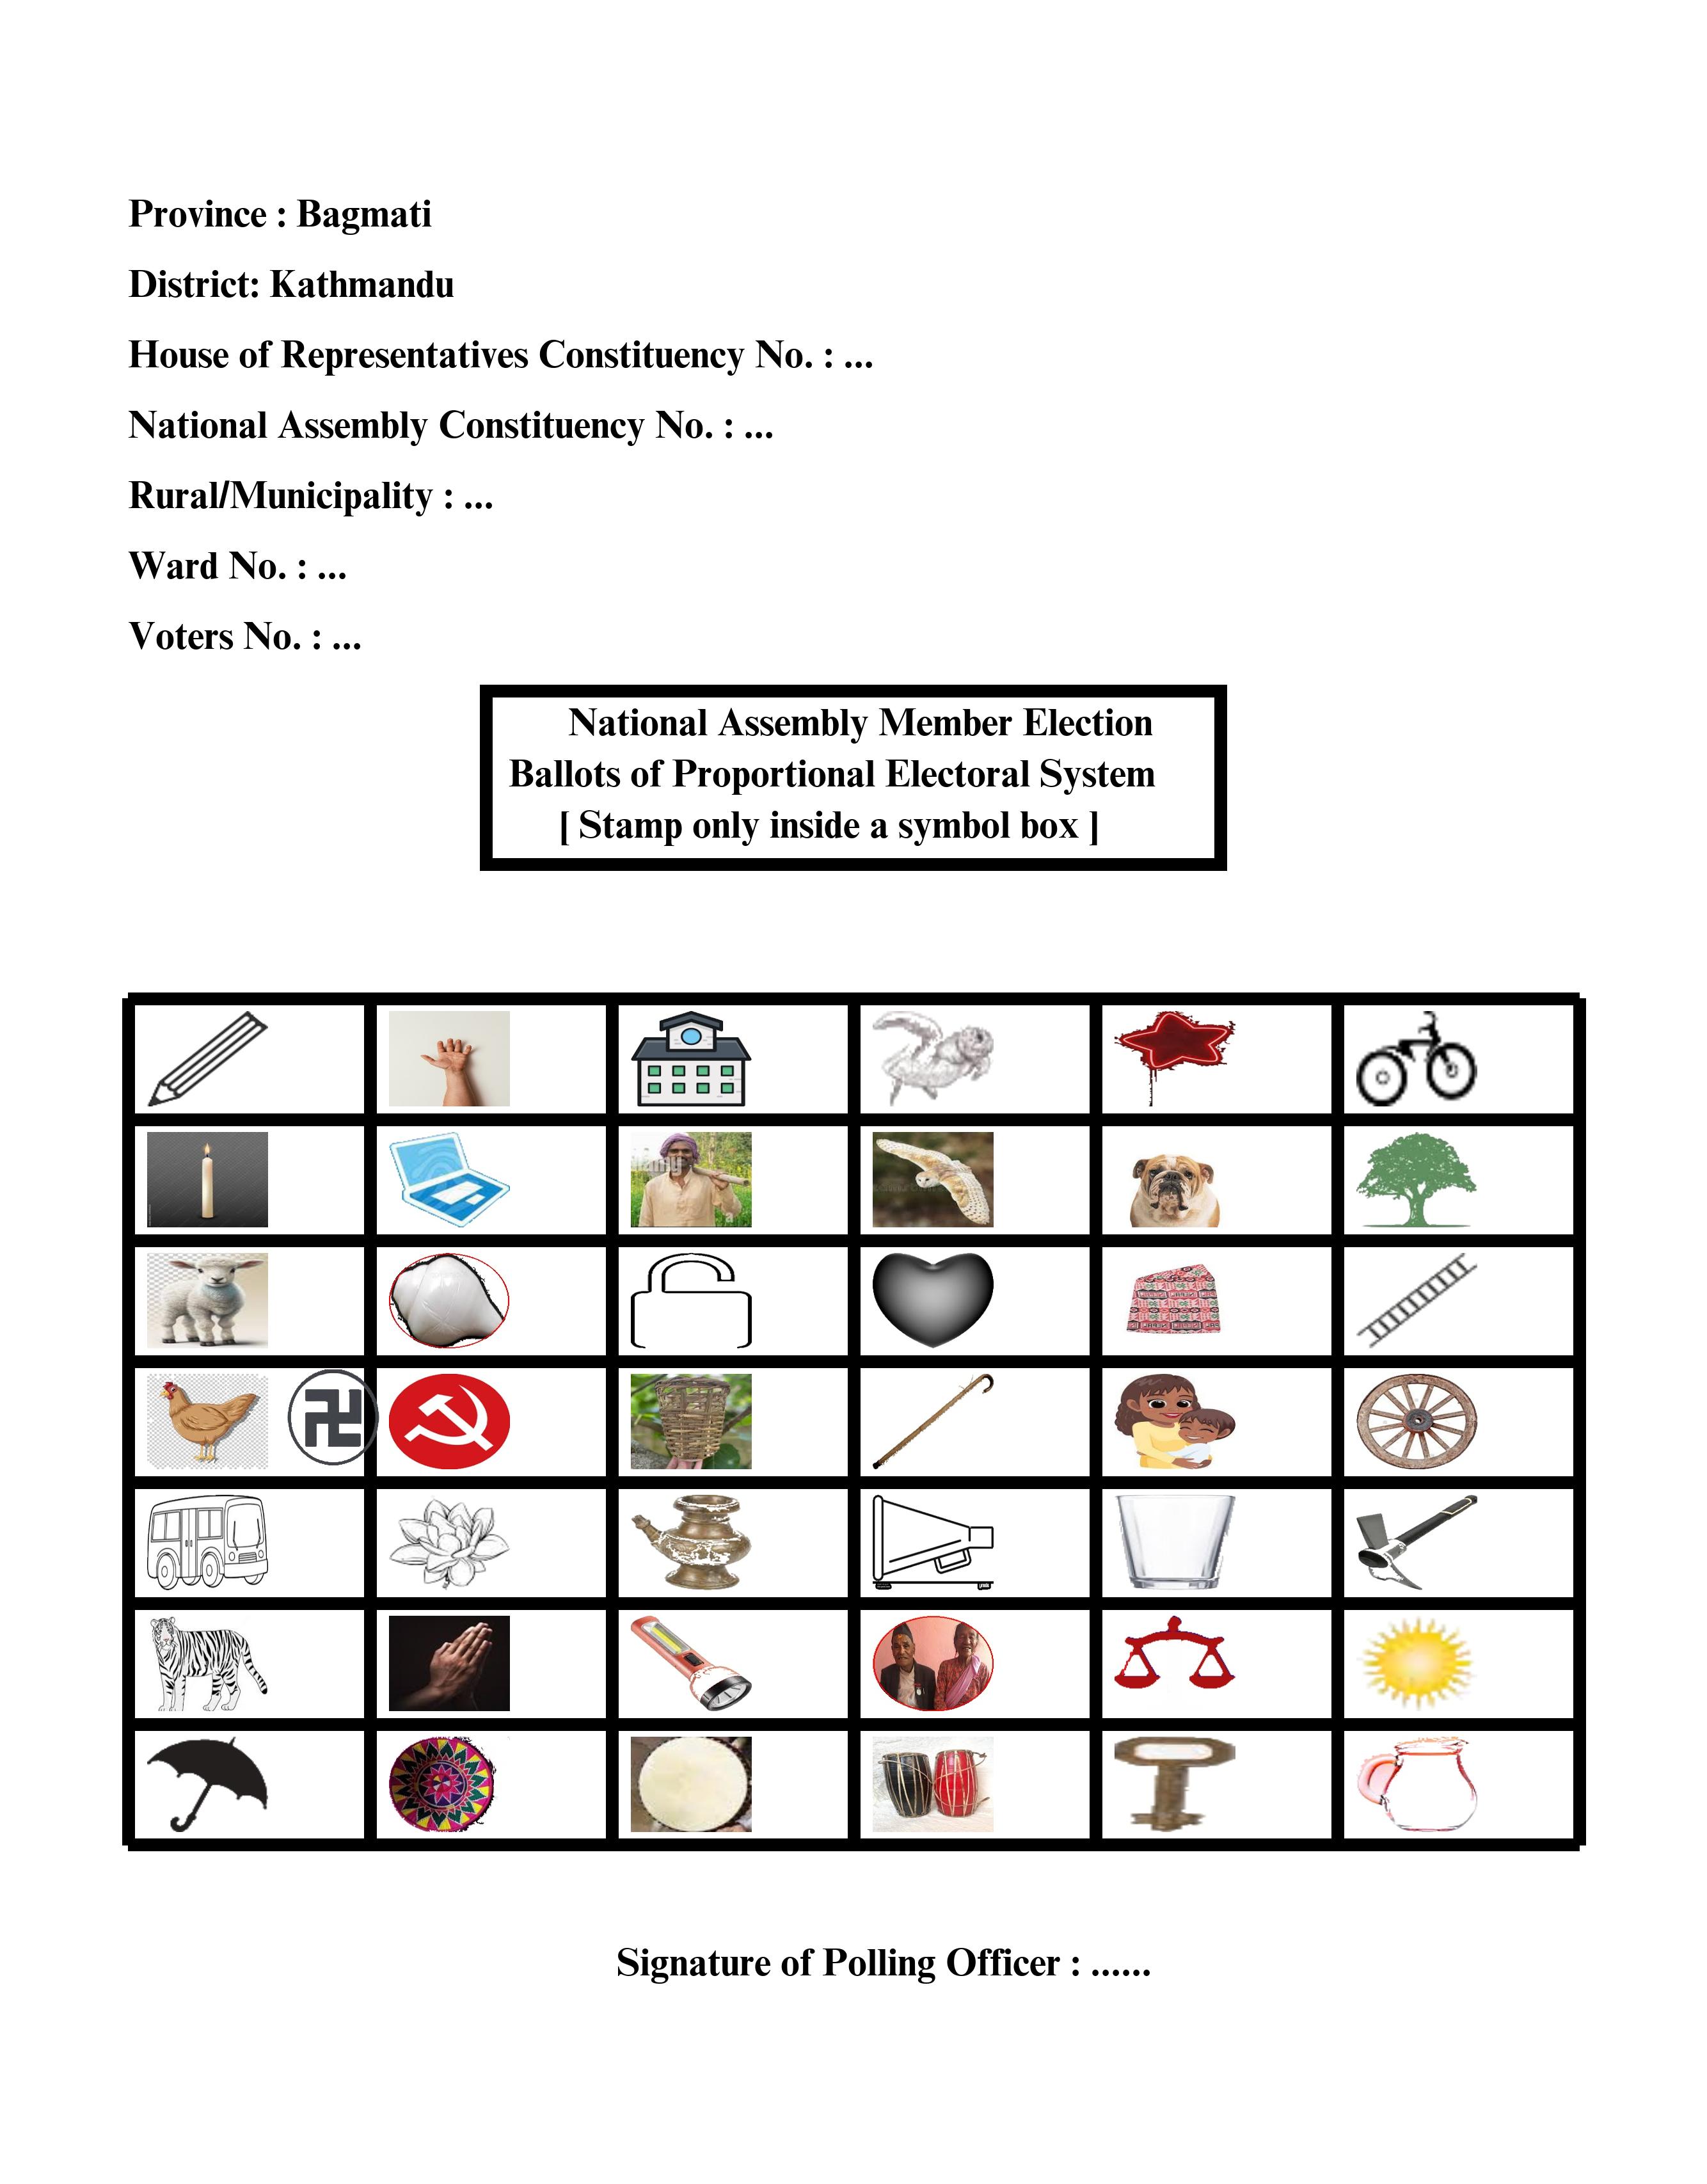 Province : Bagmati
District: Kathmandu
House of Representatives Constituency No. : ...
National Assembly Constituency No. : ...
Rural/Municipality : ...
Ward No. : ...
Voters No. : ...
National Assembly Member Election
Ballots of Proportional Electoral System
[ Stamp only inside a symbol box ]
Signature of Polling Officer : ......